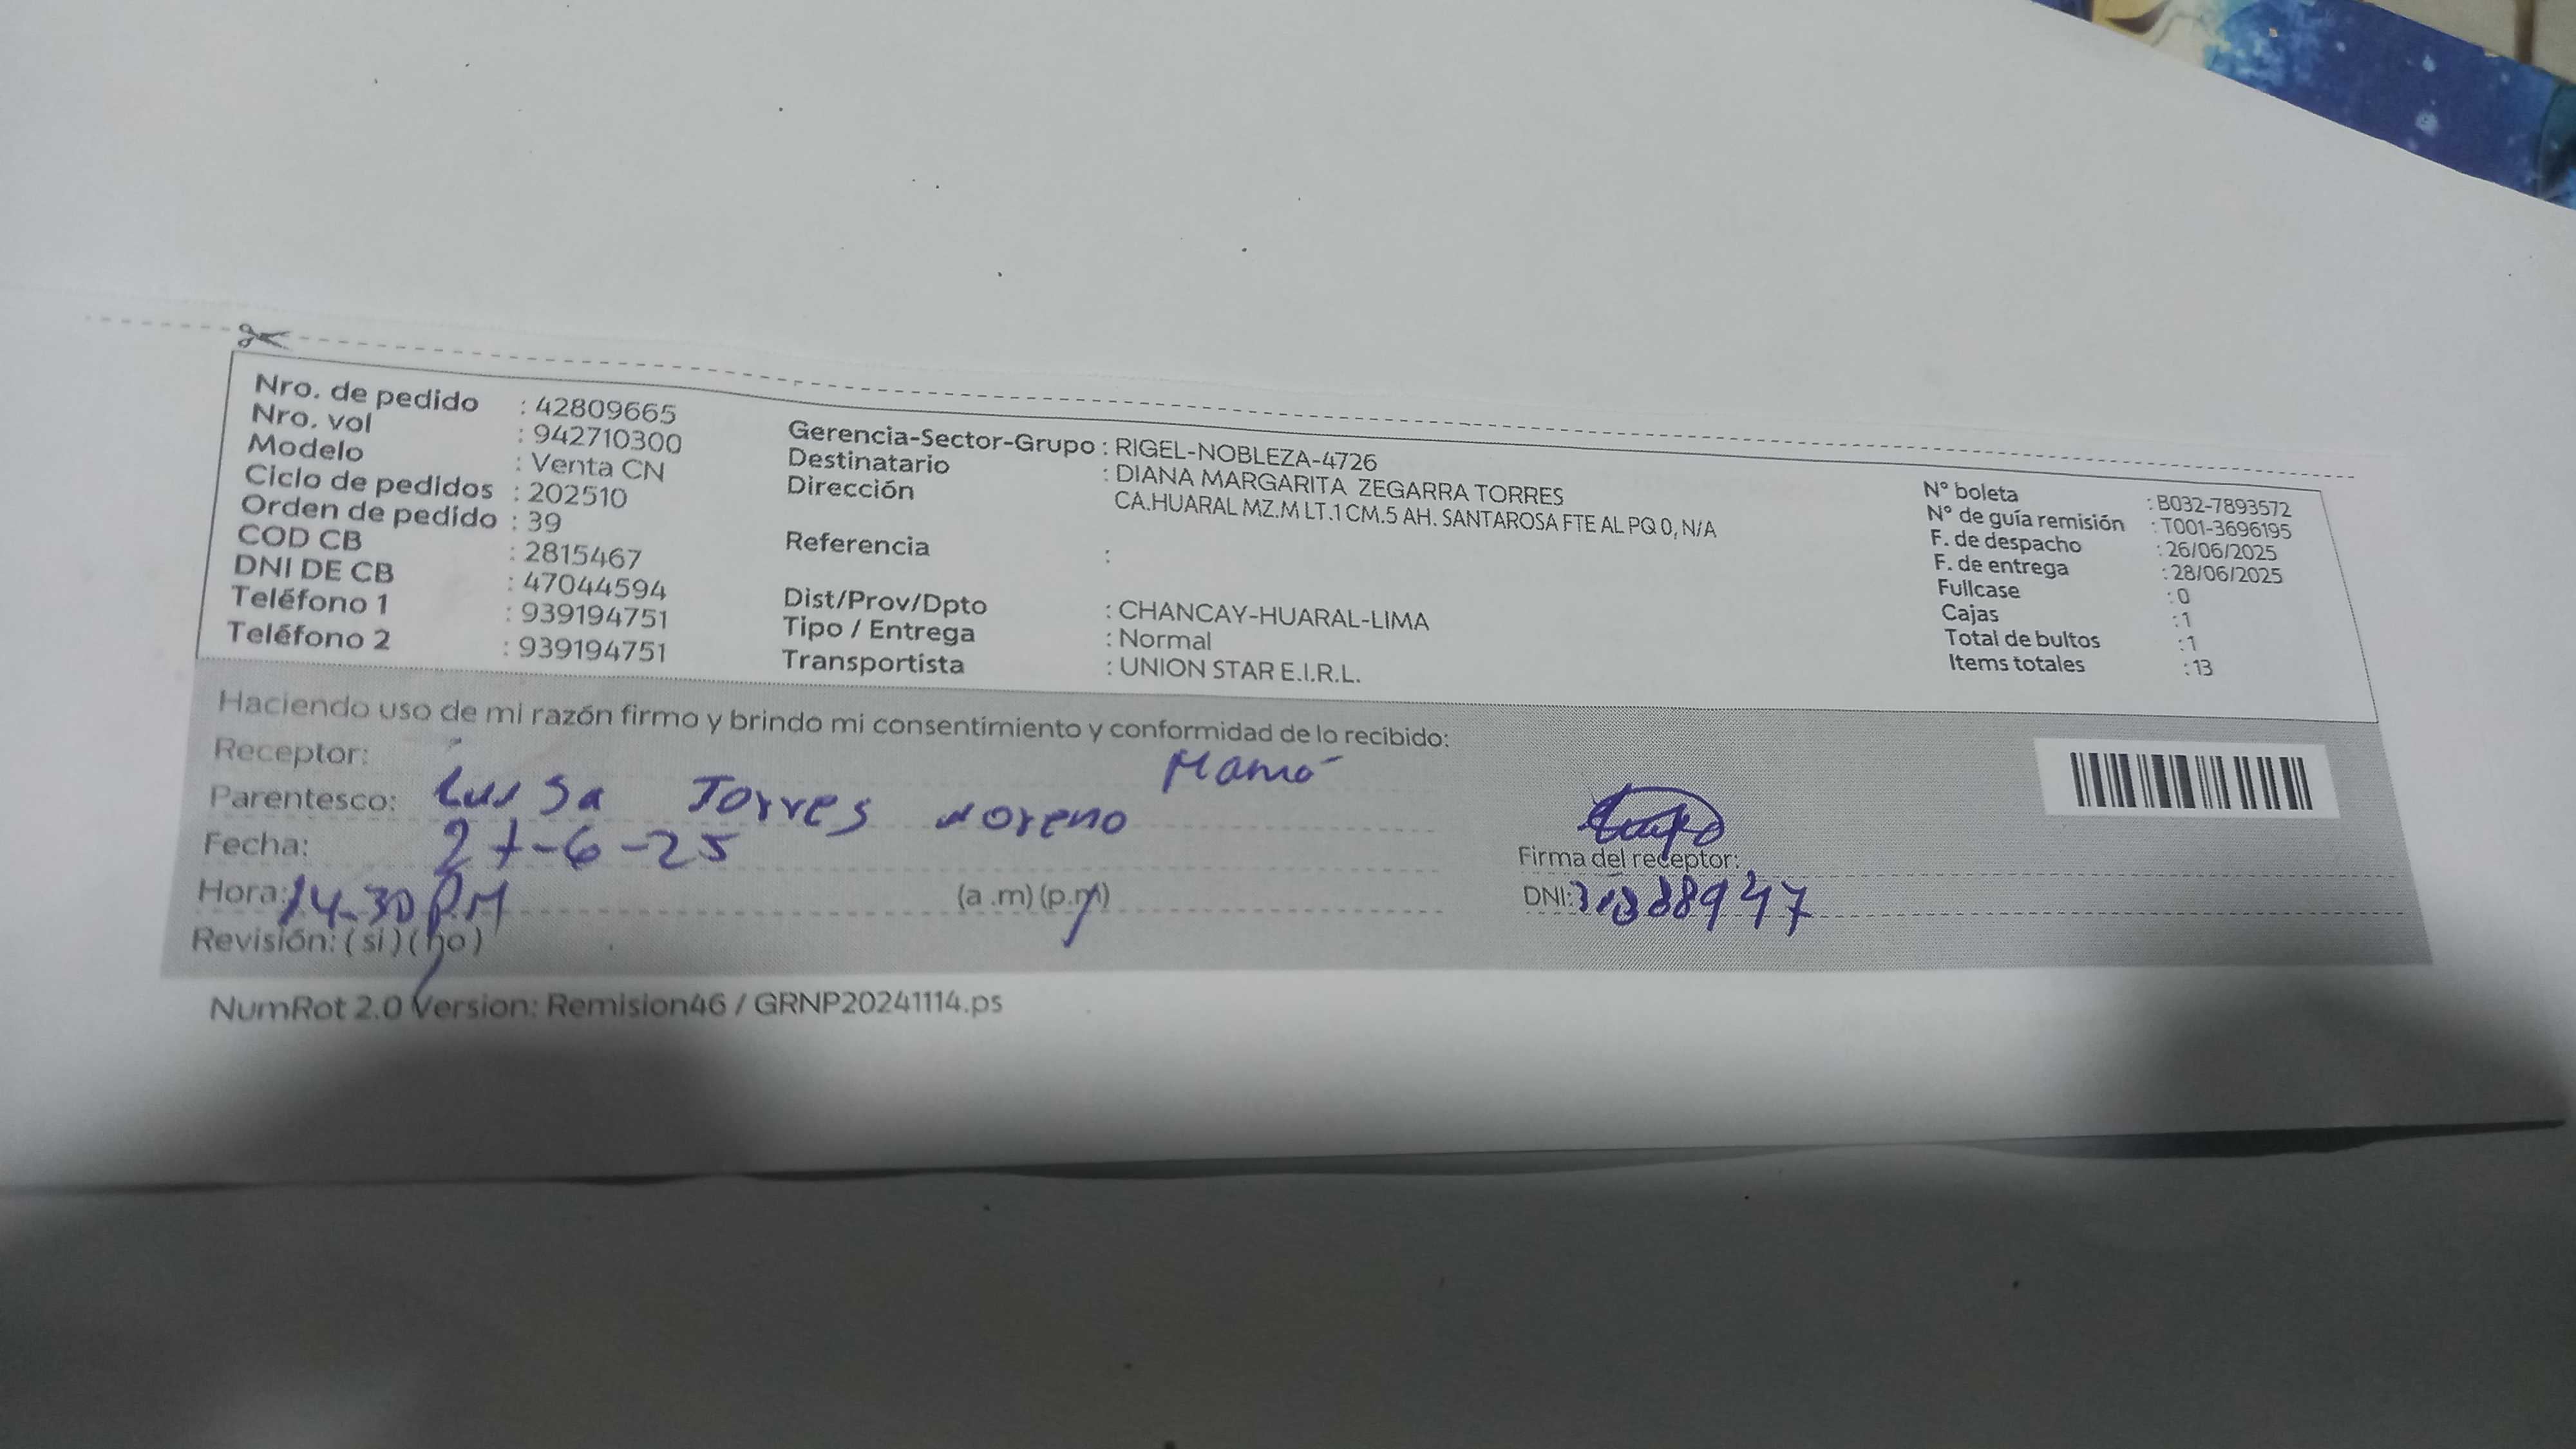 Nro. de pedido : 42809665
Nro. vol : 942710300
Modelo : Venta CN
Ciclo de pedidos : 202510
Orden de pedido : 39
COD CB : 2815467
DNI DE CB : 47044594
Teléfono 1 : 939194751
Teléfono 2 : 939194751
Gerencia-Sector-Grupo : RIGEL-NOBLEZA-4726
Destinatario : DIANA MARGARITA ZEGARRA TORRES
Dirección CA.HUARAL MZ.M LT.1 CM.5 AH. SANTAROSA FTE AL PQ 0, N/A
Referencia :
Dist/Prov/Dpto : CHANCAY-HUARAL-LIMA
Tipo / Entrega : Normal
Transportista : UNION STAR E.I.R.L.
N° boleta : B032-7893572
N° de guía remisión : T001-3696195
F. de despacho : 26/06/2025
F. de entrega : 28/06/2025
Fullcase : 0
Cajas : 1
Total de bultos : 1
Items totales : 13
Haciendo uso de mi razón firmo y brindo mi consentimiento y conformidad de lo recibido:
Receptor: Mamá
Parentesco: Luisa Torres Moreno
Fecha: 27-6-25
Hora: 14-30 PM (a .m) (p.m)
Revisión: ( si ) ( no )
Firma del receptor:
DNI:
NumRot 2.0 Version: Remision46 / GRNP20241114.ps